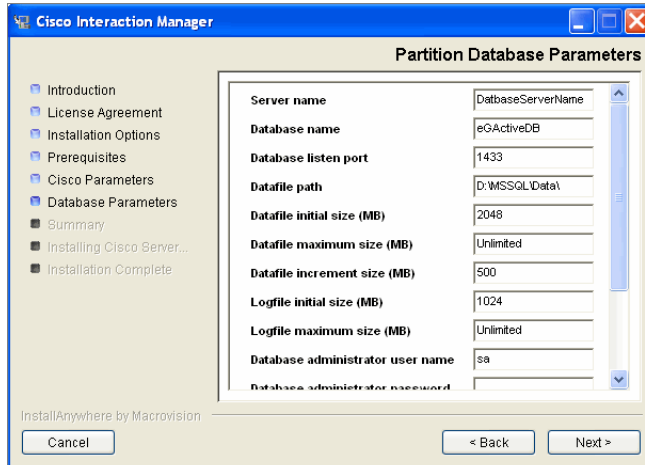 Cisco Interaction Manager
Partition Database Parameters
Introduction
License Agreement
Installation Options
Prerequisites
Cisco Parameters
Database Parameters
Summary
Installing Cisco Server...
Installation Complete
Server name DatbaseServerName
Database name eGActiveDB
Database listen port 1433
Datafile path D:\MSSQL\Data\
Datafile initial size (MB) 2048
Datafile maximum size (MB) Unlimited
Datafile increment size (MB) 500
Logfile initial size (MB) 1024
Logfile maximum size (MB) Unlimited
Database administrator user name sa
Database administrator password
InstallAnywhere by Macrovision
Cancel < Back Next >